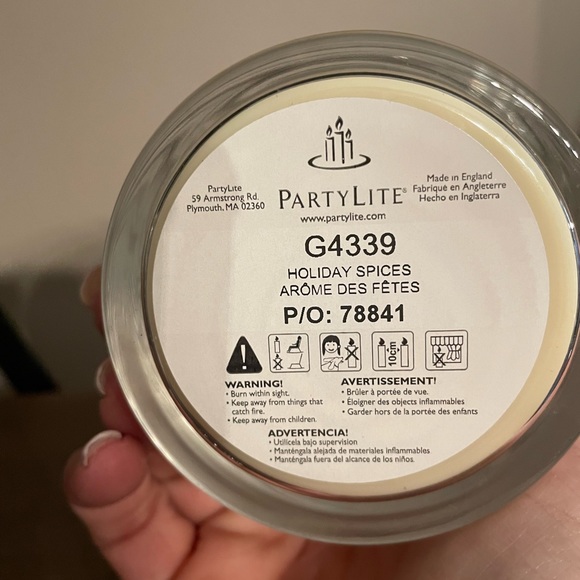 PartyLite
59 Armstrong Rd.
Plymouth, MA 02360
PARTYLITE®
www.partylite.com
Made in England
Fabriqué en Angleterre
Hecho en Inglaterra
G4339
HOLIDAY SPICES
ARÔME DES FÊTES
P/O: 78841
10cm
WARNING!
• Burn within sight.
• Keep away from things that
catch fire.
• Keep away from children.
AVERTISSEMENT!
• Brûler à portée de vue.
• Éloigner des objets inflammables
• Garder hors de la portée des enfants
ADVERTENCIA!
• Utilícela bajo supervision
• Manténgala alejada de materiales inflammables
• Manténgala fuera del alcance de los niños.